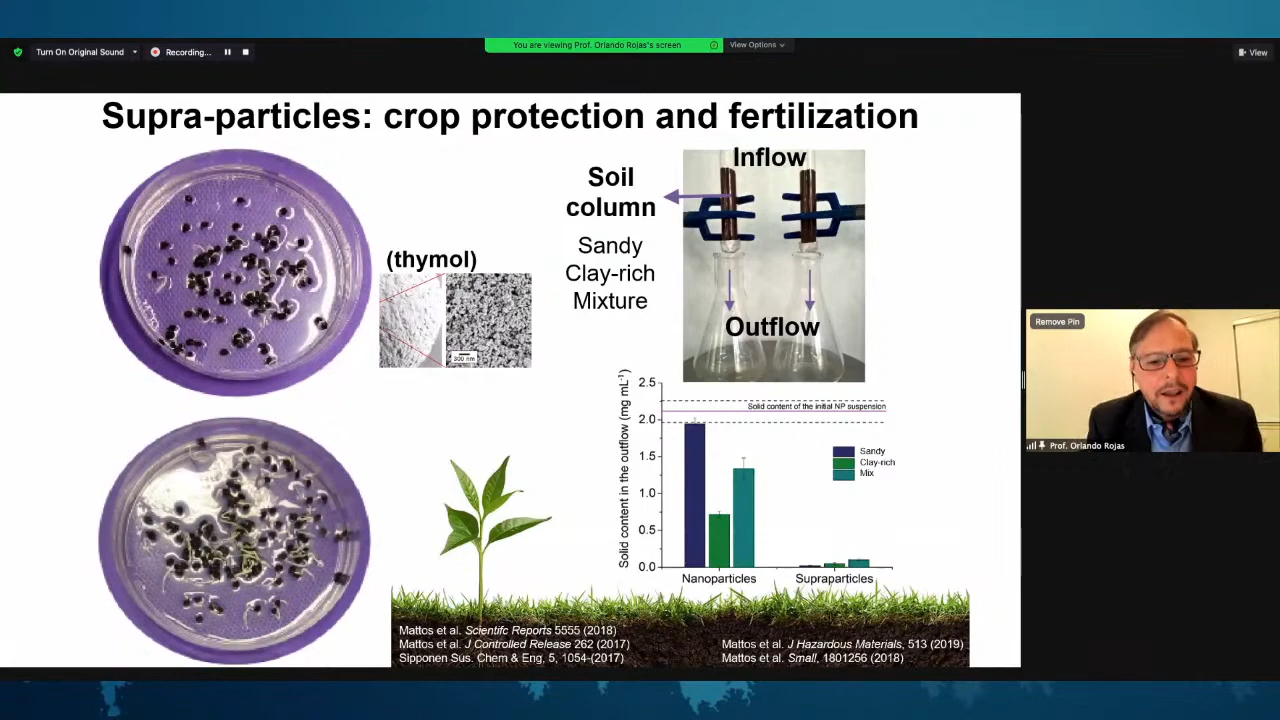 Turn On Original Sound
Recording...
You are viewing Prof. Orlando Rojas's screen
View Options
View
Supra-particles: crop protection and fertilization
(thymol)
300 nm
Soil
column
Sandy
Clay-rich
Mixture
Inflow
Outflow
Solid content in the outflow (mg mL-1)
2.5
2.0
1.5
1.0
0.5
0.0
Solid content of the initial NP suspension
Sandy
Clay-rich
Mix
Nanoparticles
Supraparticles
Mattos et al. Scientifc Reports 5555 (2018)
Mattos et al. J Controlled Release 262 (2017)
Sipponen Sus. Chem & Eng. 5, 1054-(2017)
Mattos et al. J Hazardous Materials, 513 (2019)
Mattos et al. Small, 1801256 (2018)
Remove Pin
Prof. Orlando Rojas